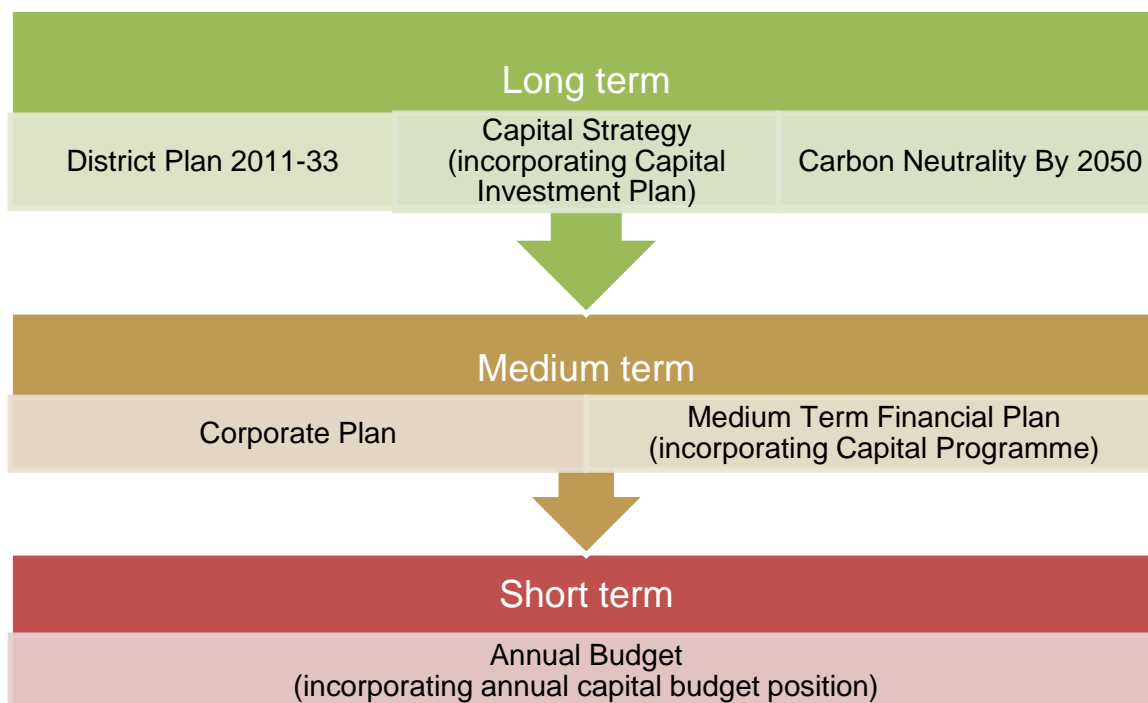 Long term
District Plan 2011-33
Capital Strategy
(incorporating Capital
Investment Plan)
Carbon Neutrality By 2050
Medium term
Corporate Plan
Medium Term Financial Plan
(incorporating Capital Programme)
Short term
Annual Budget
(incorporating annual capital budget position)